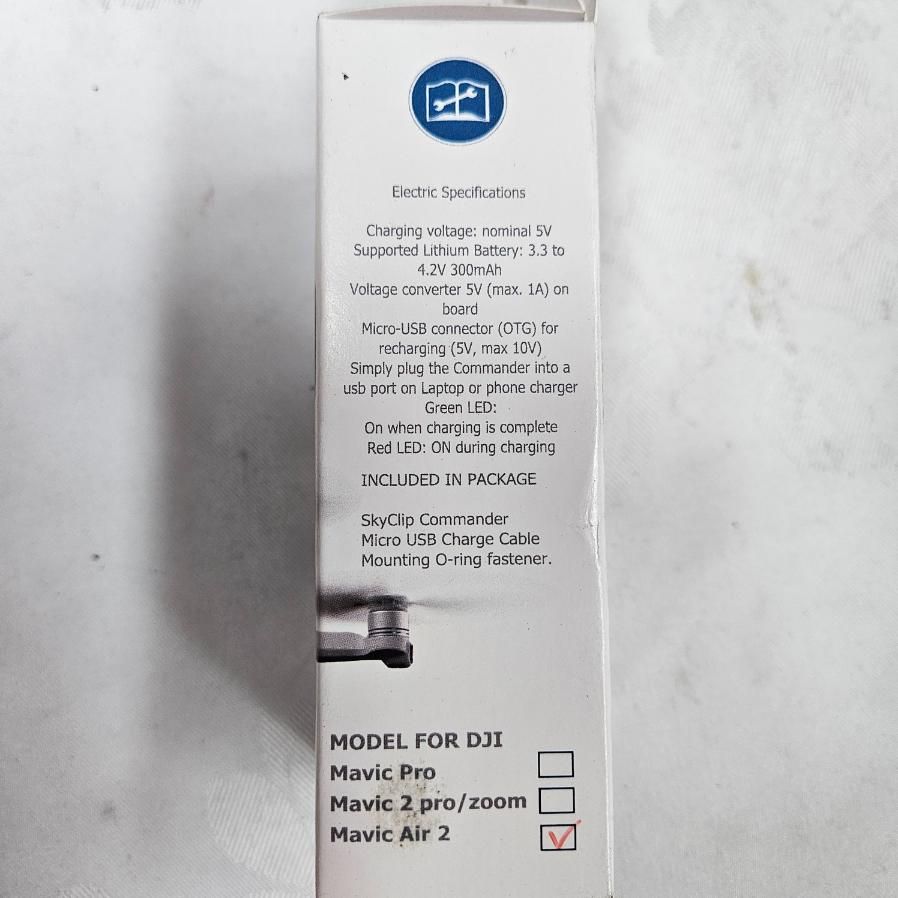 Electric Specifications
Charging voltage: nominal 5V
Supported Lithium Battery: 3.3 to
4.2V 300mAh
Voltage converter 5V (max. 1A) on
board
Micro-USB connector (OTG) for
recharging (5V, max 10V)
Simply plug the Commander into a
usb port on Laptop or phone charger
Green LED:
On when charging is complete
Red LED: ON during charging
INCLUDED IN PACKAGE
SkyClip Commander
Micro USB Charge Cable
Mounting O-ring fastener.
MODEL FOR DJI
Mavic Pro
Mavic 2 pro/zoom
Mavic Air 2